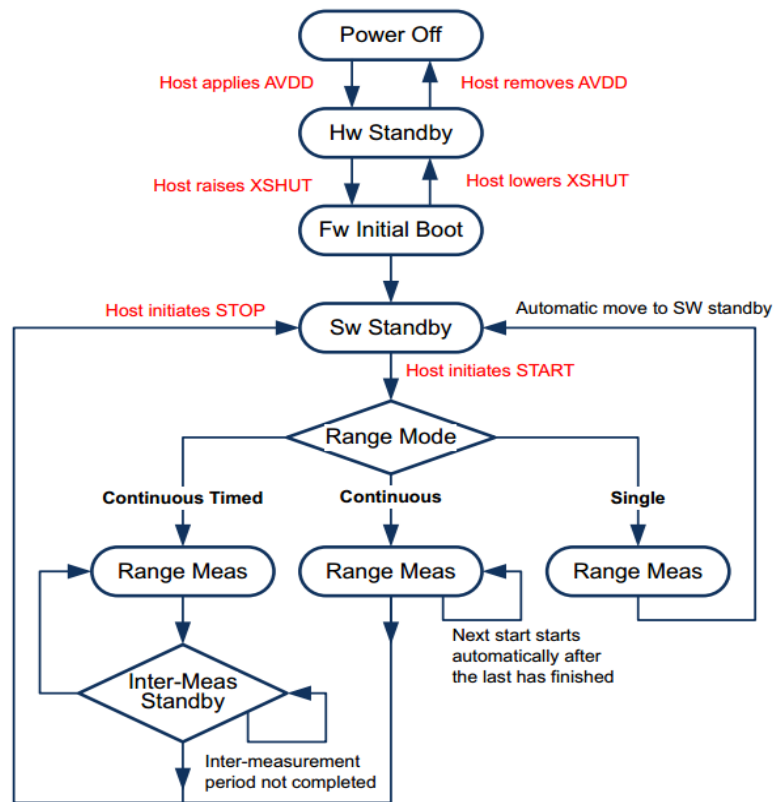 Power Off
Host applies AVDD
Host removes AVDD
Hw Standby
Host raises XSHUT
Host lowers XSHUT
Fw Initial Boot
Host initiates STOP
Automatic move to SW standby
Sw Standby
Host initiates START
Range Mode
Continuous Timed
Continuous
Single
Range Meas
Range Meas
Range Meas
Next start starts
automatically after
the last has finished
Inter-Meas
Standby
Inter-measurement
period not completed